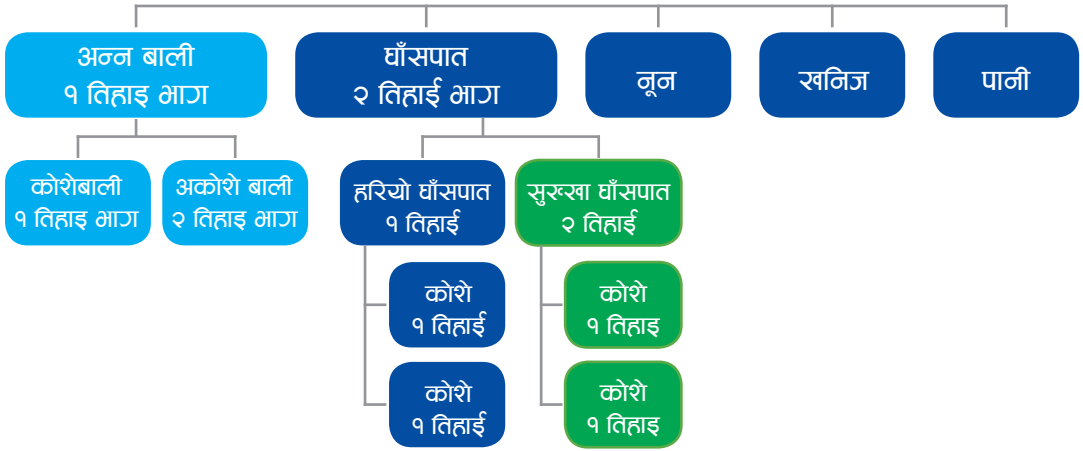 अन्न बाली
१ तिहाइ भाग
घाँसपात
२ तिहाई भाग
नून
खनिज
पानी
कोशेबाली
१ तिहाइ भाग
अकोशे बाली
२ तिहाइ भाग
हरियो घाँसपात
१ तिहाई
सुख्खा घाँसपात
२ तिहाई
कोशे
१ तिहाई
कोशे
१ तिहाइ
कोशे
१ तिहाई
कोशे
१ तिहाइ